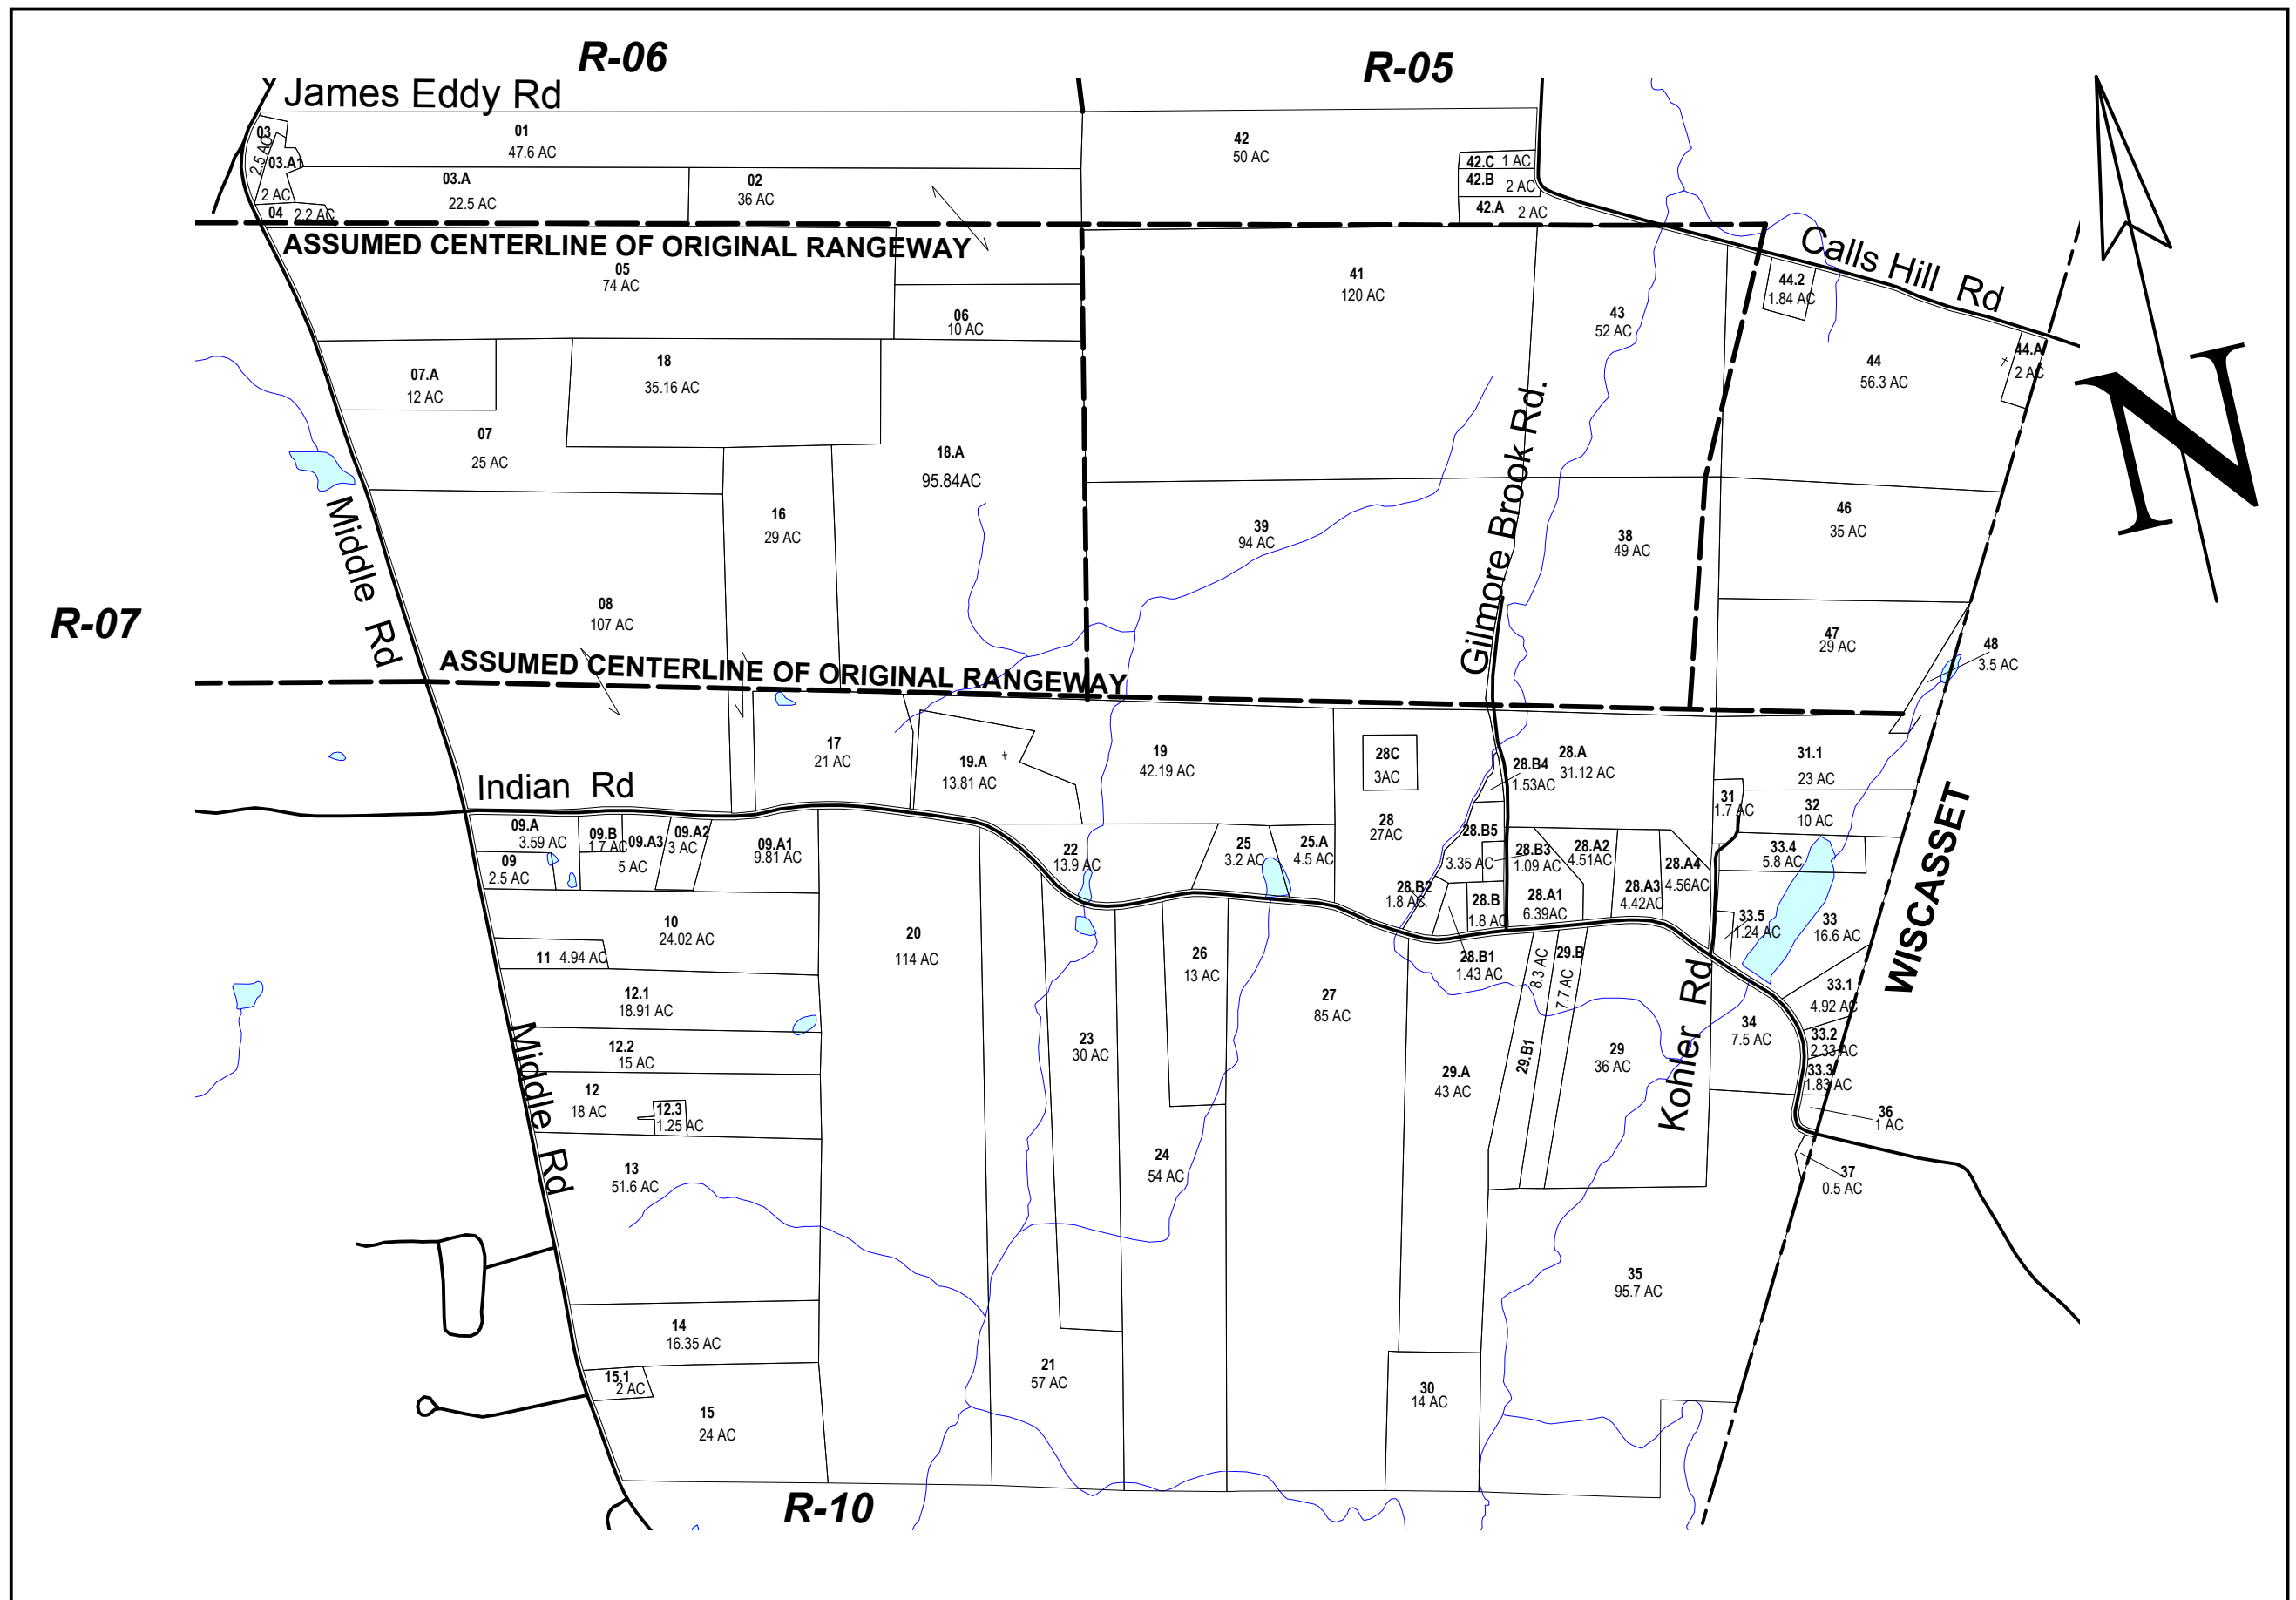 R-06
R-05
James Eddy Rd
01
47.6 AC
42
50 AC
03
2.5 AC
03.A1
2 AC
03.A
22.5 AC
02
36 AC
42.C 1 AC
42.B 2 AC
42.A 2 AC
04 2.2 AC
ASSUMED CENTERLINE OF ORIGINAL RANGEWAY
Calls Hill Rd
05
74 AC
41
120 AC
44.2
1.84 AC
06
10 AC
43
52 AC
44
56.3 AC
44.A
2 AC
N
07.A
12 AC
18
35.16 AC
07
25 AC
18.A
95.84AC
Gilmore Brook Rd.
Middle Rd
16
29 AC
39
94 AC
38
49 AC
46
35 AC
R-07
08
107 AC
47
29 AC
48
3.5 AC
ASSUMED CENTERLINE OF ORIGINAL RANGEWAY
17
21 AC
19.A
13.81 AC
19
42.19 AC
28C
3AC
28.B4
1.53AC
28.A
31.12 AC
31.1
23 AC
Indian Rd
31
1.7 AC
32
10 AC
WISCASSET
09.A
3.59 AC
09.B
1.7 AC
09.A3
5 AC
09.A2
3 AC
09.A1
9.81 AC
09
2.5 AC
22
13.9 AC
25
3.2 AC
25.A
4.5 AC
28
27AC
28.B5
3.35 AC
28.B3
1.09 AC
28.A2
4.51AC
28.A4
4.56AC
33.4
5.8 AC
28.B2
1.8 AC
28.B
1.8 AC
28.A1
6.39AC
28.A3
4.42AC
33.5
1.24 AC
33
16.6 AC
10
24.02 AC
20
114 AC
11 4.94 AC
26
13 AC
28.B1
1.43 AC
8.3 AC
29.B
7.7 AC
12.1
18.91 AC
27
85 AC
33.1
4.92 AC
Kohler Rd
34
7.5 AC
33.2
2.33 AC
Middle Rd
12.2
15 AC
23
30 AC
29.A
43 AC
29.B1
29
36 AC
33.3
1.83 AC
12
18 AC
12.3
1.25 AC
36
1 AC
13
51.6 AC
24
54 AC
37
0.5 AC
35
95.7 AC
14
16.35 AC
21
57 AC
15.1
2 AC
30
14 AC
15
24 AC
R-10